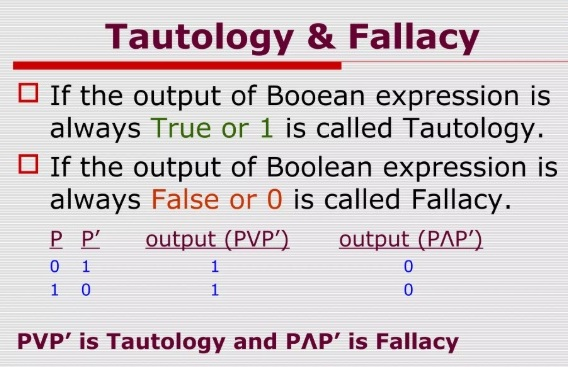 Tautology & Fallacy
If the output of Booean expression is
always True or 1 is called Tautology.
If the output of Boolean expression is
always False or 0 is called Fallacy.
P P’ output (PVP’) output (PΛP’)
0 1 1 0
1 0 1 0
PVP’ is Tautology and PΛP’ is Fallacy